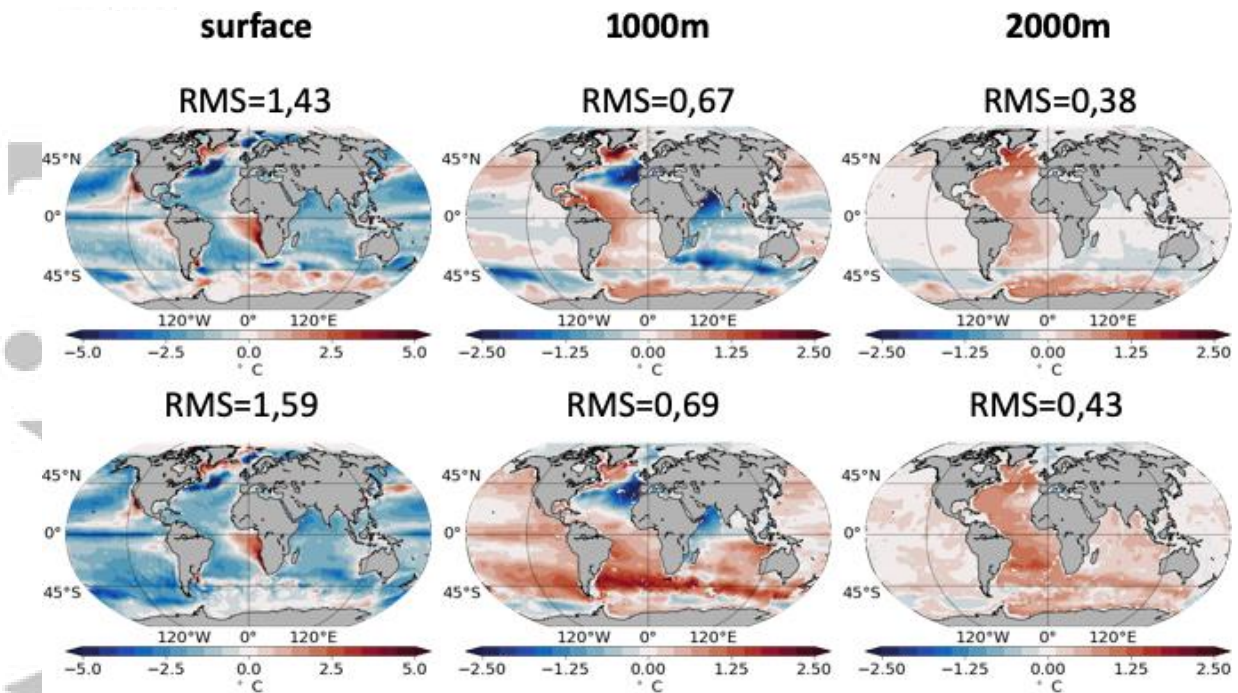 surface 1000m 2000m
RMS=1,43 RMS=0,67 RMS=0,38
45°N 45°N 45°N
0° 0° 0°
45°S 45°S 45°S
120°W 0° 120°E 120°W 0° 120°E 120°W 0° 120°E
−5.0 −2.5 0.0 2.5 5.0 −2.50 −1.25 0.00 1.25 2.50 −2.50 −1.25 0.00 1.25 2.50
° C ° C ° C
RMS=1,59 RMS=0,69 RMS=0,43
45°N 45°N 45°N
0° 0° 0°
45°S 45°S 45°S
120°W 0° 120°E 120°W 0° 120°E 120°W 0° 120°E
−5.0 −2.5 0.0 2.5 5.0 −2.50 −1.25 0.00 1.25 2.50 −2.50 −1.25 0.00 1.25 2.50
° C ° C ° C